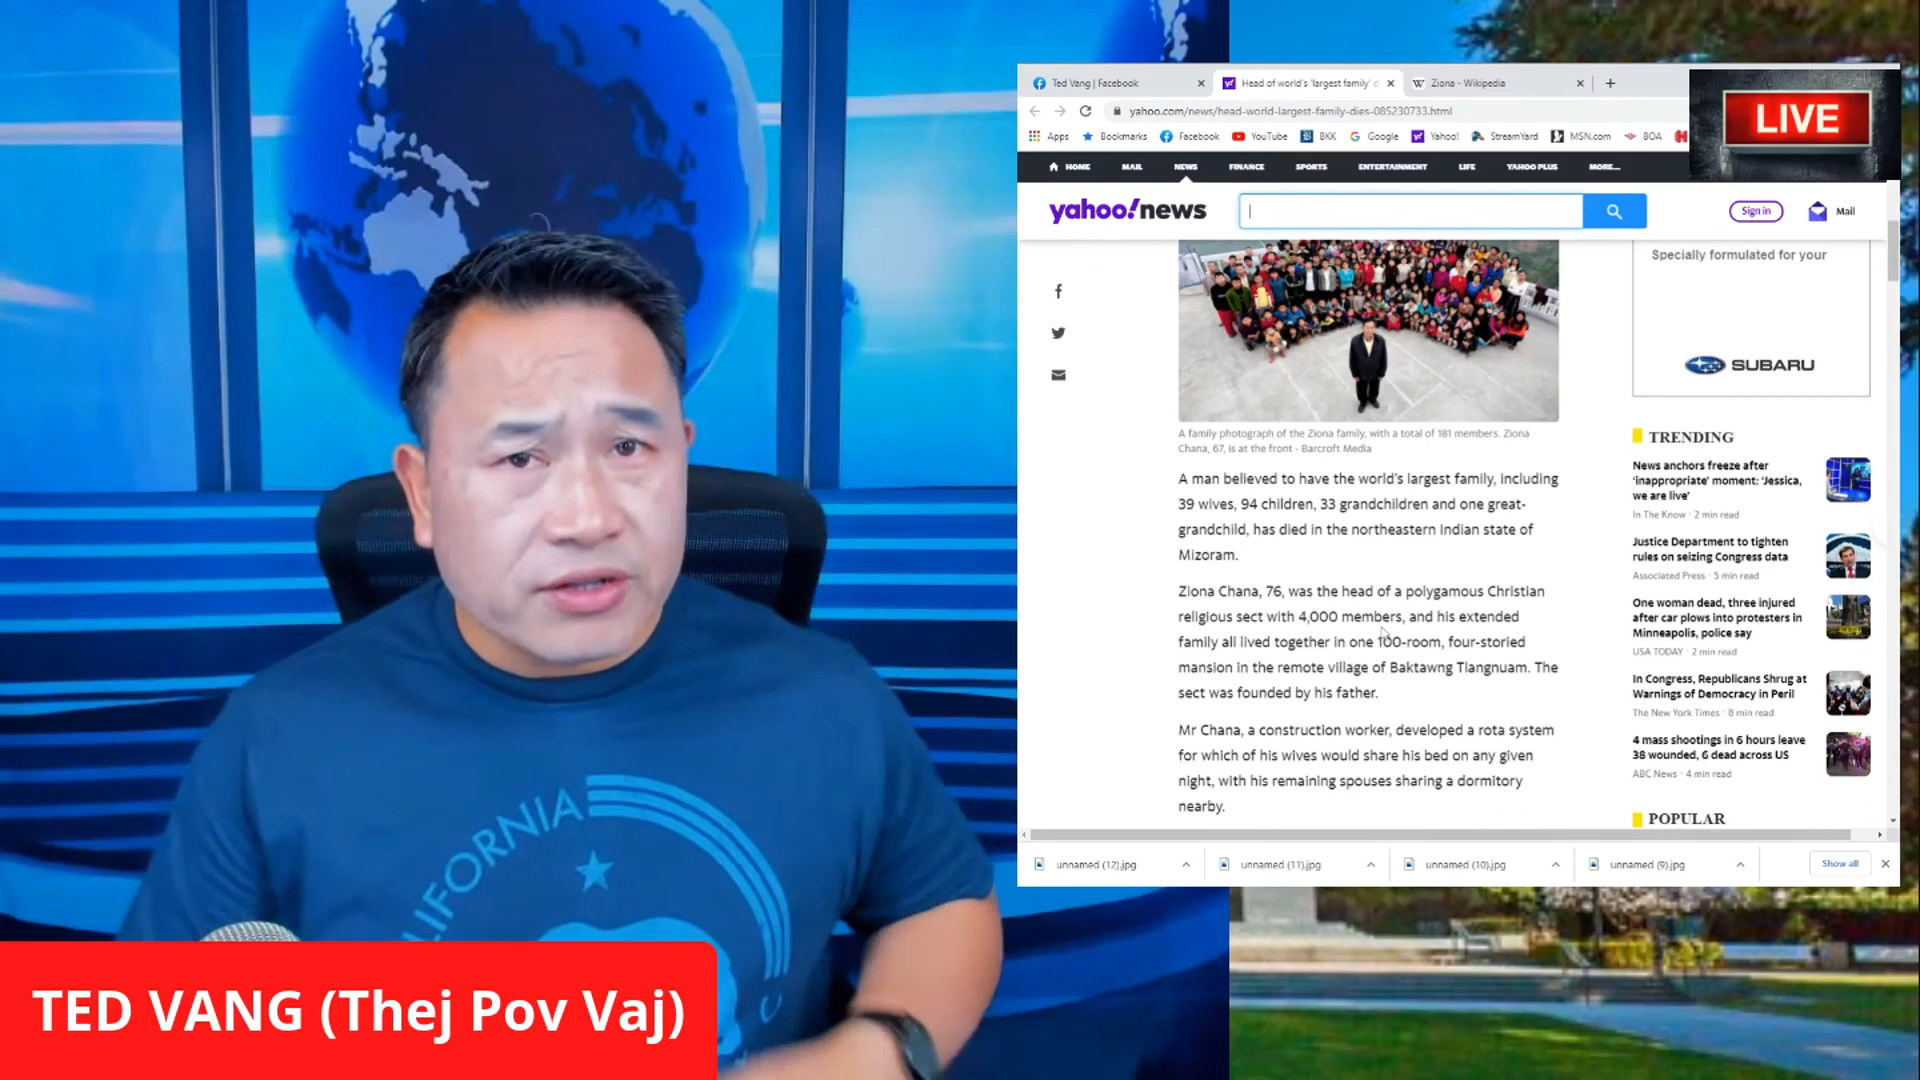 Ted Vang | Facebook
Head of world's 'largest family' d
Ziona - Wikipedia
LIVE
yahoo.com/news/head-world-largest-family-dies-085230733.html
Apps
Bookmarks
Facebook
YouTube
BKK
Google
Yahoo!
StreamYard
MSN.com
BOA
HOME
MAIL
NEWS
FINANCE
SPORTS
ENTERTAINMENT
LIFE
YAHOO PLUS
MORE...
yahoo!news
Sign in
Mail
Specially formulated for your
SUBARU
A family photograph of the Ziona family, with a total of 181 members. Ziona
Chana, 67, is at the front - Barcroft Media
A man believed to have the world's largest family, including
39 wives, 94 children, 33 grandchildren and one great-
grandchild, has died in the northeastern Indian state of
Mizoram.
Ziona Chana, 76, was the head of a polygamous Christian
religious sect with 4,000 members, and his extended
family all lived together in one 100-room, four-storied
mansion in the remote village of Baktawng Tlangnuam. The
sect was founded by his father.
Mr Chana, a construction worker, developed a rota system
for which of his wives would share his bed on any given
night, with his remaining spouses sharing a dormitory
nearby.
TRENDING
News anchors freeze after
'inappropriate' moment: 'Jessica,
we are live'
In The Know · 2 min read
Justice Department to tighten
rules on seizing Congress data
Associated Press · 5 min read
One woman dead, three injured
after car plows into protesters in
Minneapolis, police say
USA TODAY · 2 min read
In Congress, Republicans Shrug at
Warnings of Democracy in Peril
The New York Times · 8 min read
4 mass shootings in 6 hours leave
38 wounded, 6 dead across US
ABC News · 4 min read
POPULAR
unnamed (12).jpg
unnamed (11).jpg
unnamed (10).jpg
unnamed (9).jpg
Show all
LIFORNIA
C
TED VANG (Thej Pov Vaj)